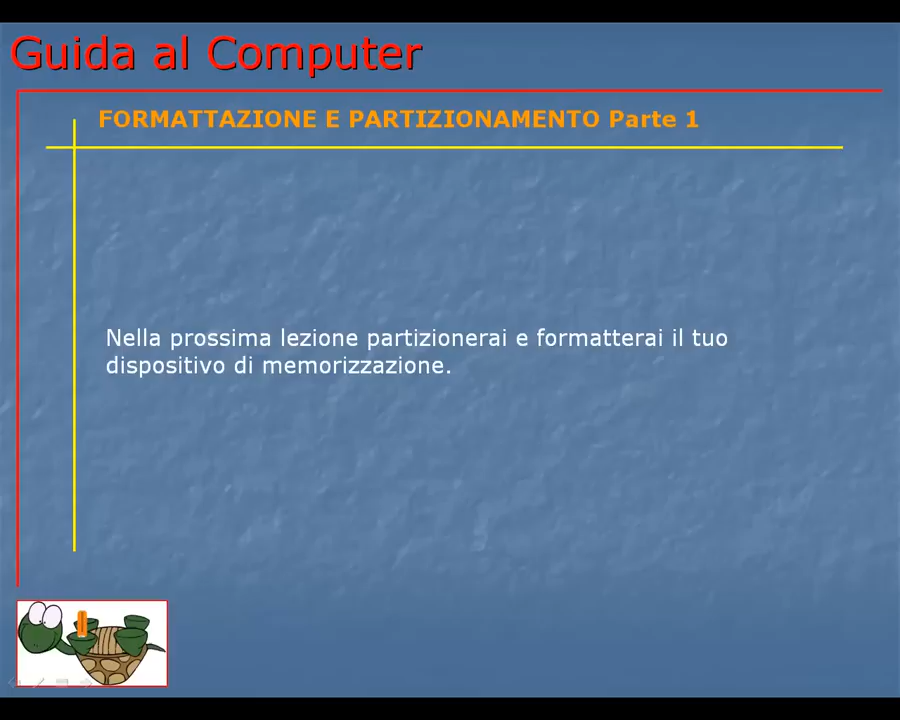 Guida al Computer
FORMATTAZIONE E PARTIZIONAMENTO Parte 1
Nella prossima lezione partizionerai e formatterai il tuo
dispositivo di memorizzazione.